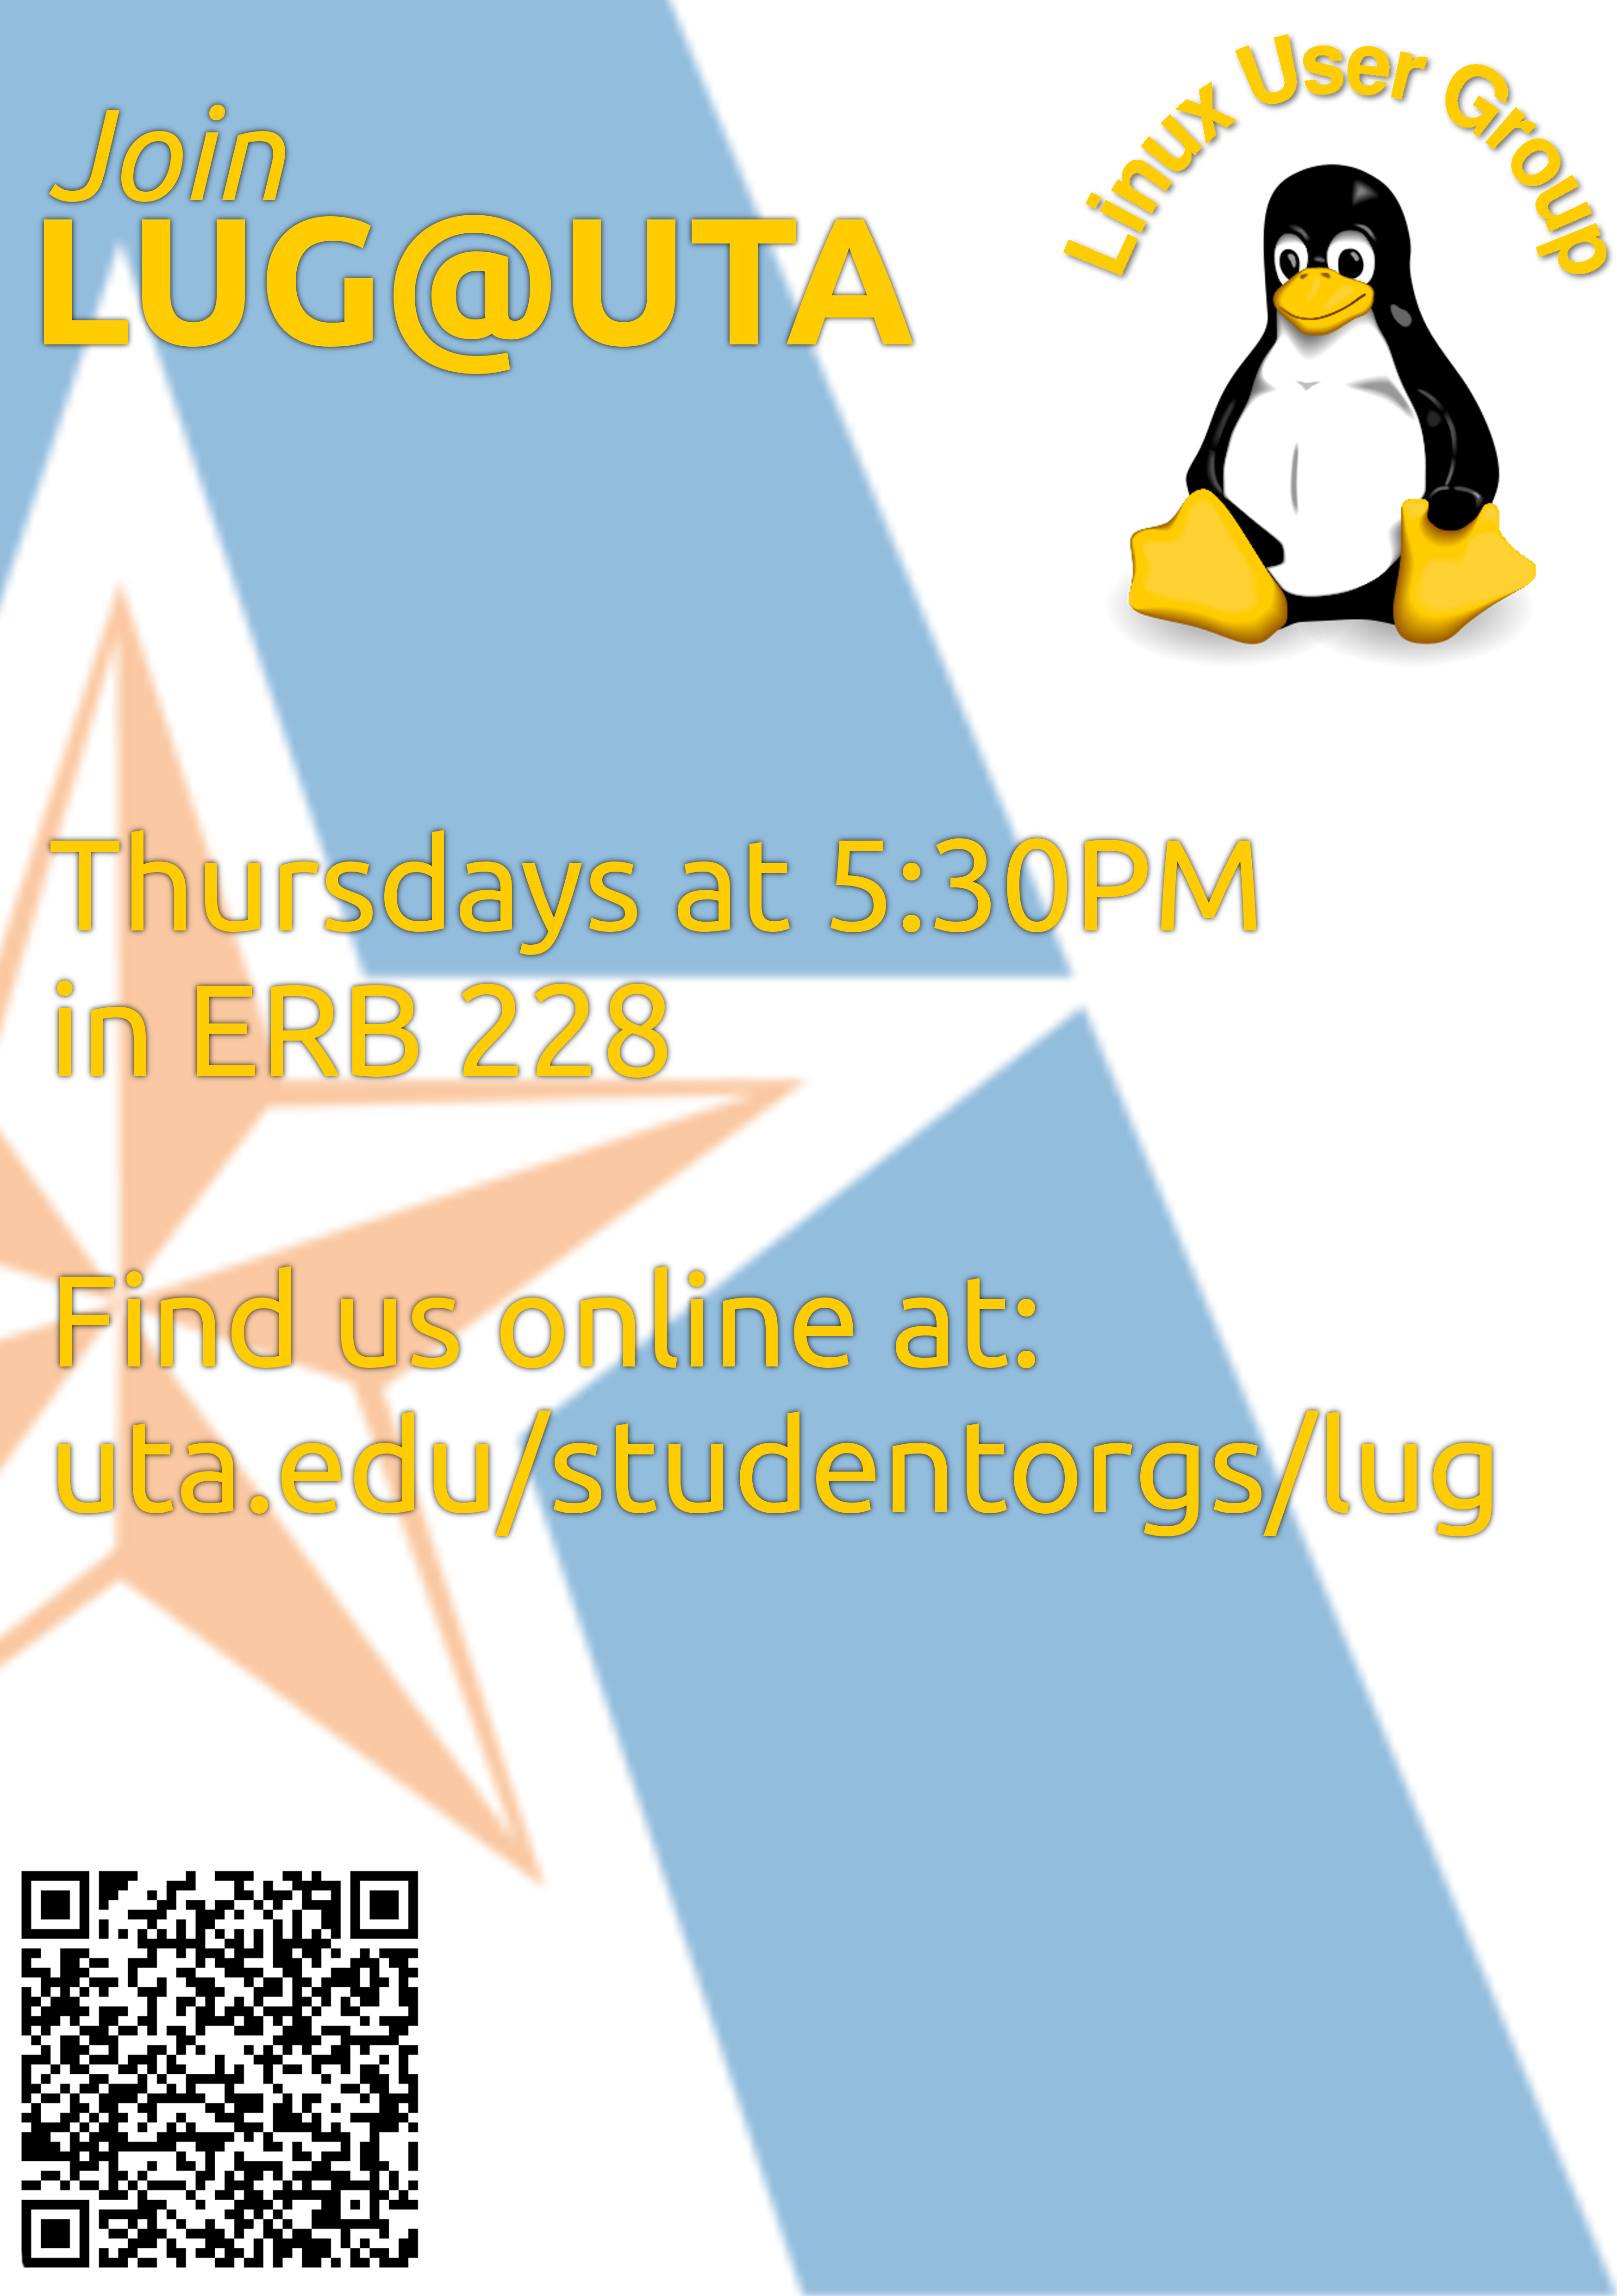 Linux User Group
Join
LUG@UTA
Thursdays at 5:30PM
in ERB 228
Find us online at:
uta.edu/studentorgs/lug